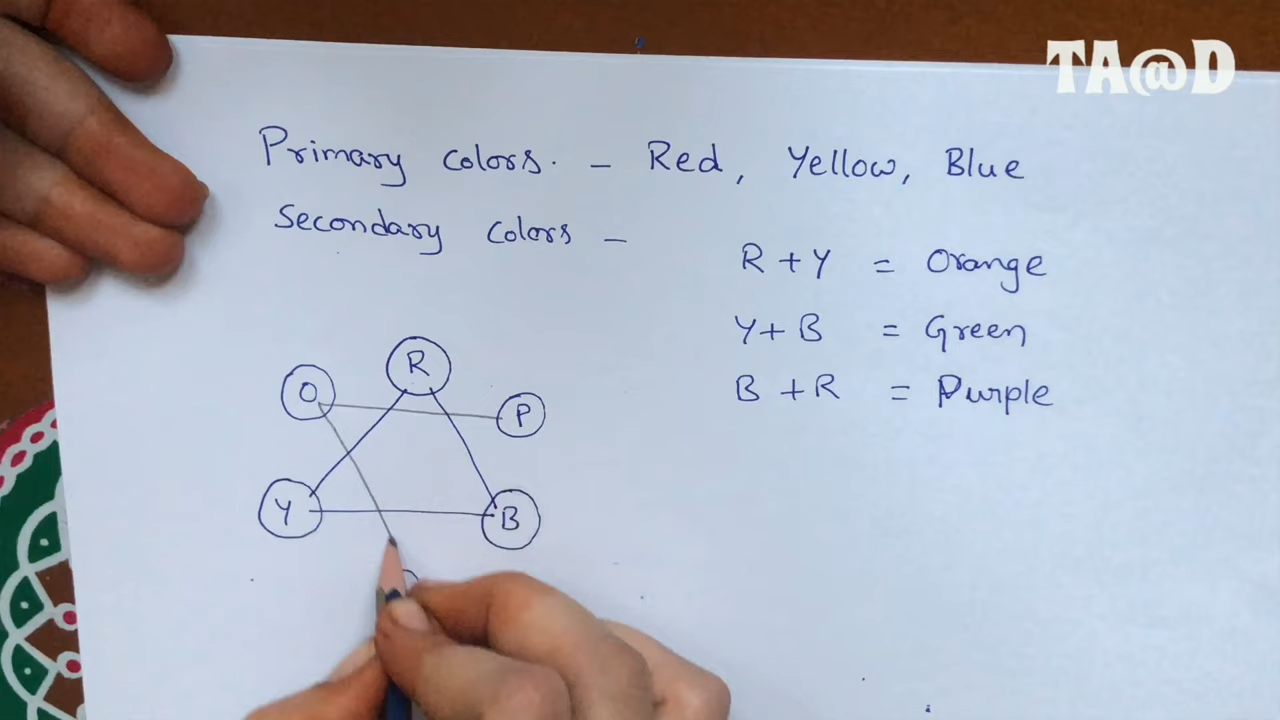 TA@D
Primary colors. - Red, Yellow, Blue
Secondary colors -
R + Y = Orange
Y + B = Green
B + R = Purple
R
O
P
Y
B